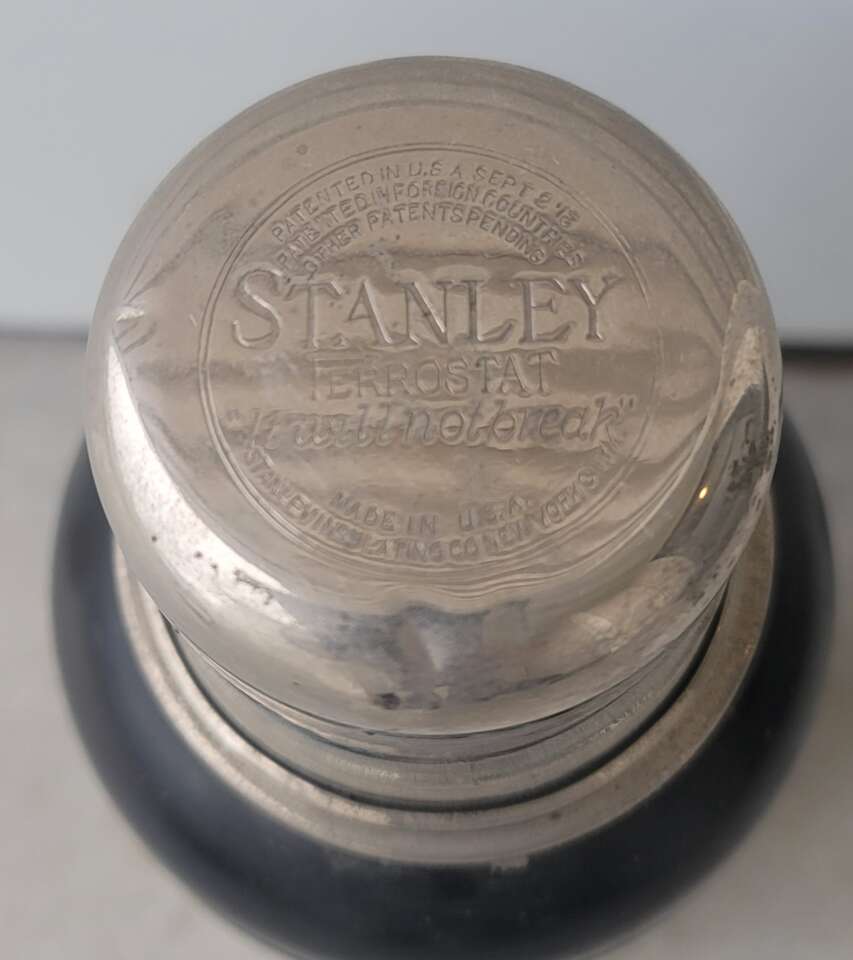 PATENTED IN U.S.A SEPT 2 '13
PATENTED IN FOREIGN COUNTRIES
OTHER PATENTS PENDING
STANLEY
FERROSTAT
"It will not break"
MADE IN U.S.A.
STANLEY INSULATING CO NEW YORK